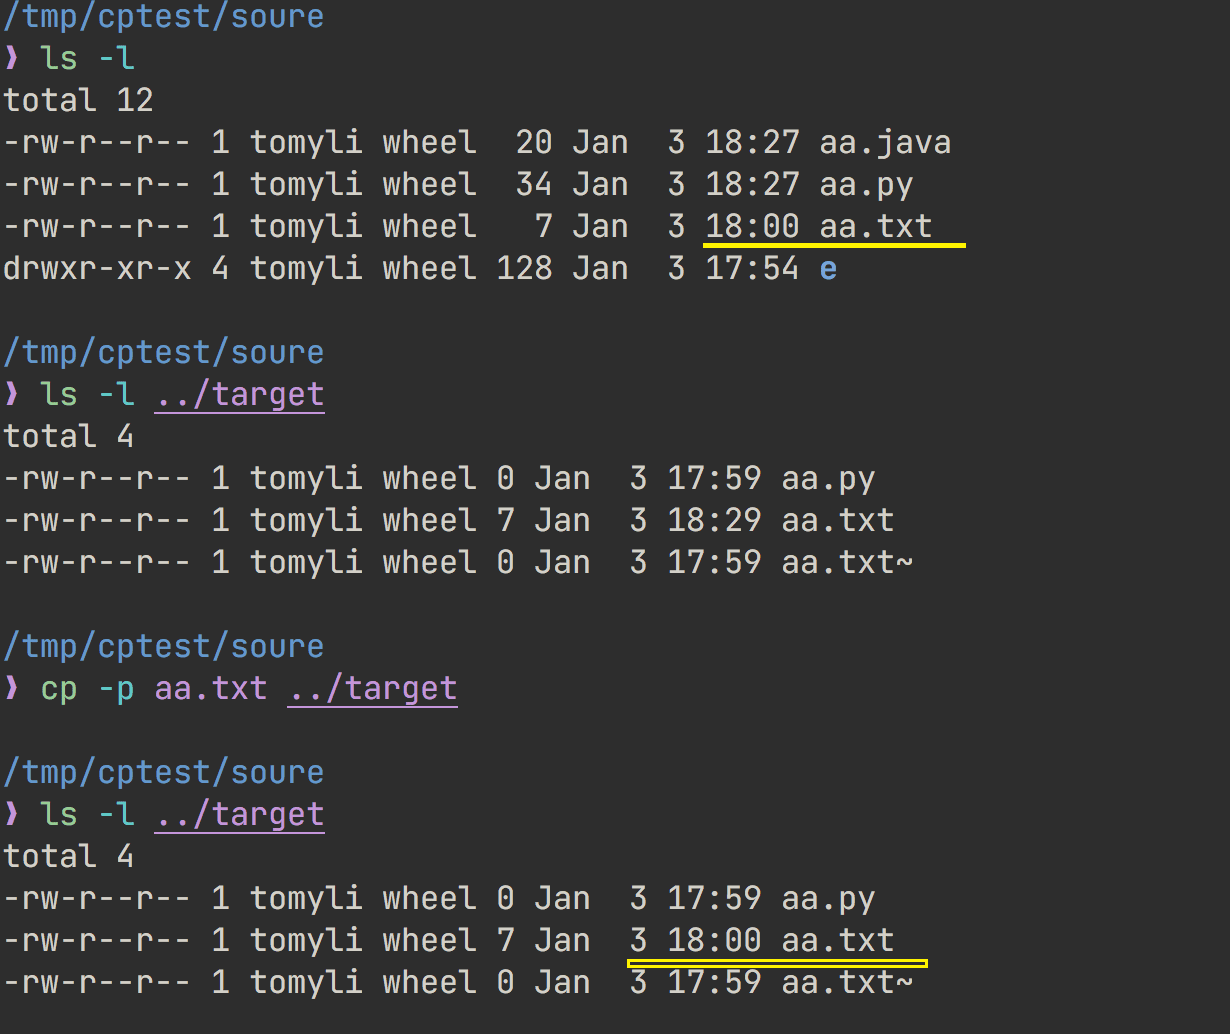 /tmp/cptest/soure
❱ ls -l
total 12
-rw-r--r-- 1 tomyli wheel  20 Jan  3 18:27 aa.java
-rw-r--r-- 1 tomyli wheel  34 Jan  3 18:27 aa.py
-rw-r--r-- 1 tomyli wheel   7 Jan  3 18:00 aa.txt
drwxr-xr-x 4 tomyli wheel 128 Jan  3 17:54 e
/tmp/cptest/soure
❱ ls -l ../target
total 4
-rw-r--r-- 1 tomyli wheel 0 Jan  3 17:59 aa.py
-rw-r--r-- 1 tomyli wheel 7 Jan  3 18:29 aa.txt
-rw-r--r-- 1 tomyli wheel 0 Jan  3 17:59 aa.txt~
/tmp/cptest/soure
❱ cp -p aa.txt ../target
/tmp/cptest/soure
❱ ls -l ../target
total 4
-rw-r--r-- 1 tomyli wheel 0 Jan  3 17:59 aa.py
-rw-r--r-- 1 tomyli wheel 7 Jan  3 18:00 aa.txt
-rw-r--r-- 1 tomyli wheel 0 Jan  3 17:59 aa.txt~